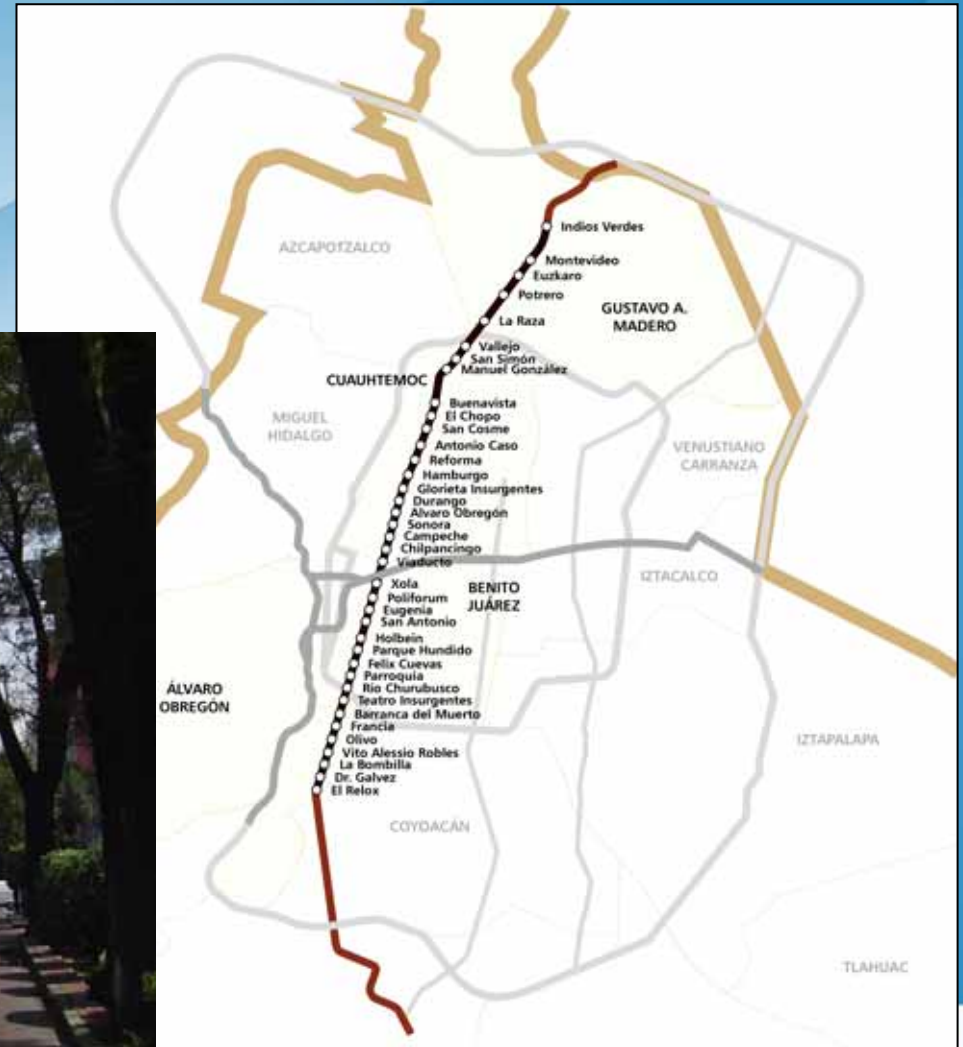 AZCAPOTZALCO
Indios Verdes
Montevideo
Euzkaro
Potrero
GUSTAVO A.
MADERO
La Raza
Vallejo
San Simón
Manuel González
CUAUHTEMOC
MIGUEL
HIDALGO
Buenavista
El Chopo
San Cosme
Antonio Caso
Reforma
Hamburgo
Glorieta Insurgentes
Durango
Alvaro Obregón
Sonora
Campeche
Chilpancingo
Viaducto
VENUSTIANO
CARRANZA
IZTACALCO
Xola
BENITO
JUÁREZ
Poliforum
Eugenia
San Antonio
Holbein
Parque Hundido
Felix Cuevas
Parroquia
Río Churubusco
Teatro Insurgentes
Barranca del Muerto
Francia
Olivo
Vito Alessio Robles
La Bombilla
Dr. Galvez
El Relox
ÁLVARO
OBREGÓN
IZTAPALAPA
COYOACÁN
TLAHUAC